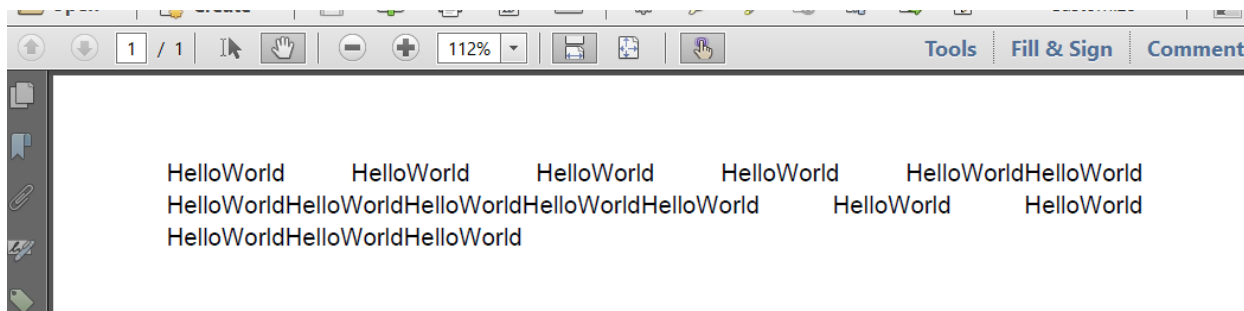 1 / 1 112% Tools Fill & Sign Comment
HelloWorld HelloWorld HelloWorld HelloWorld HelloWorldHelloWorld
HelloWorldHelloWorldHelloWorldHelloWorldHelloWorld HelloWorld HelloWorld
HelloWorldHelloWorldHelloWorld